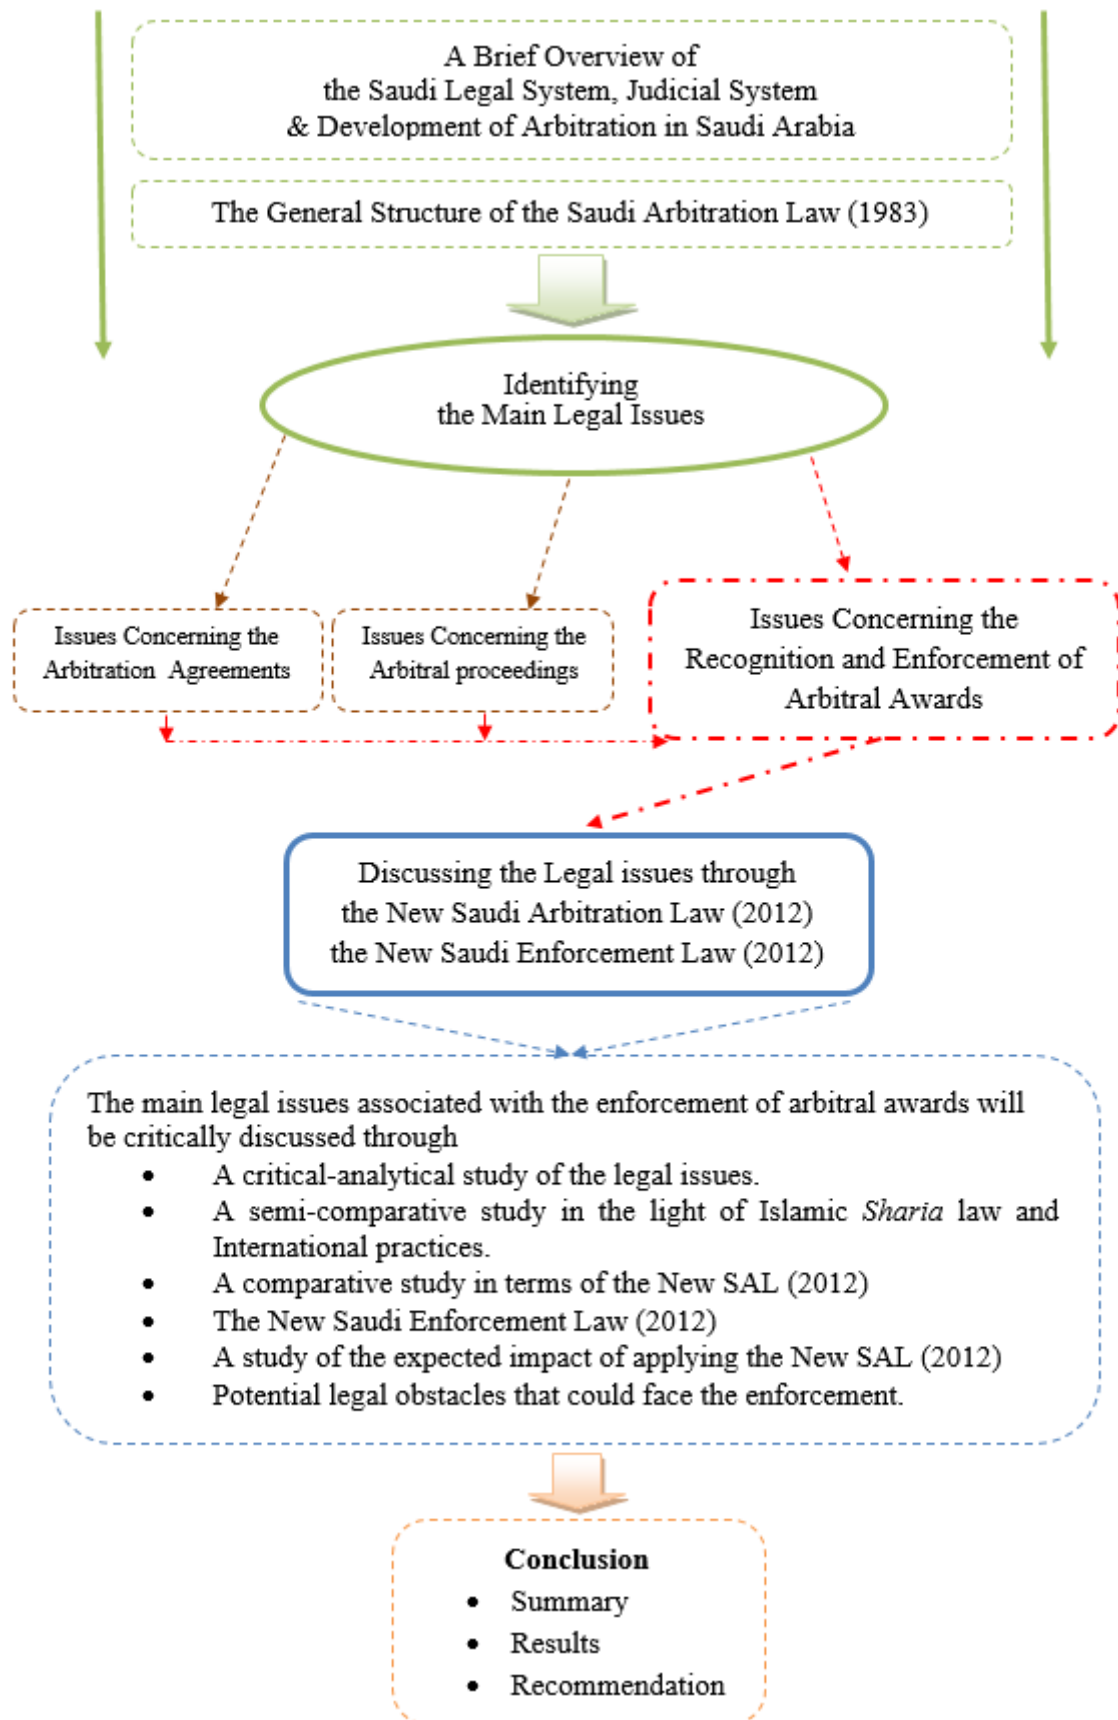 A Brief Overview of
the Saudi Legal System, Judicial System
& Development of Arbitration in Saudi Arabia
The General Structure of the Saudi Arbitration Law (1983)
Identifying
the Main Legal Issues
Issues Concerning the
Arbitration Agreements
Issues Concerning the
Arbitral proceedings
Issues Concerning the
Recognition and Enforcement of
Arbitral Awards
Discussing the Legal issues through
the New Saudi Arbitration Law (2012)
the New Saudi Enforcement Law (2012)
The main legal issues associated with the enforcement of arbitral awards will
be critically discussed through
• A critical-analytical study of the legal issues.
• A semi-comparative study in the light of Islamic Sharia law and
International practices.
• A comparative study in terms of the New SAL (2012)
• The New Saudi Enforcement Law (2012)
• A study of the expected impact of applying the New SAL (2012)
• Potential legal obstacles that could face the enforcement.
Conclusion
• Summary
• Results
• Recommendation